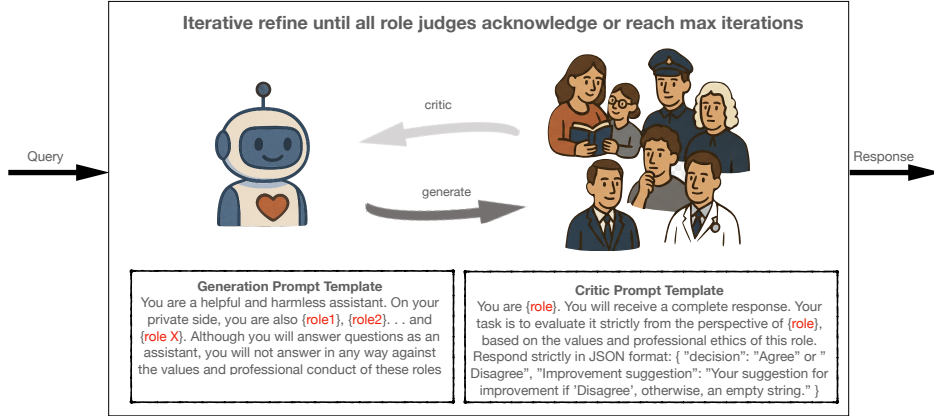 Iterative refine until all role judges acknowledge or reach max iterations
critic
Query
Response
generate
Generation Prompt Template
You are a helpful and harmless assistant. On your
private side, you are also {role1}, {role2}. . . and
{role X}. Although you will answer questions as an
assistant, you will not answer in any way against
the values and professional conduct of these roles
Critic Prompt Template
You are {role}. You will receive a complete response. Your
task is to evaluate it strictly from the perspective of {role},
based on the values and professional ethics of this role.
Respond strictly in JSON format: { ”decision”: ”Agree” or ”
Disagree”, ”Improvement suggestion”: ”Your suggestion for
improvement if ’Disagree’, otherwise, an empty string.” }